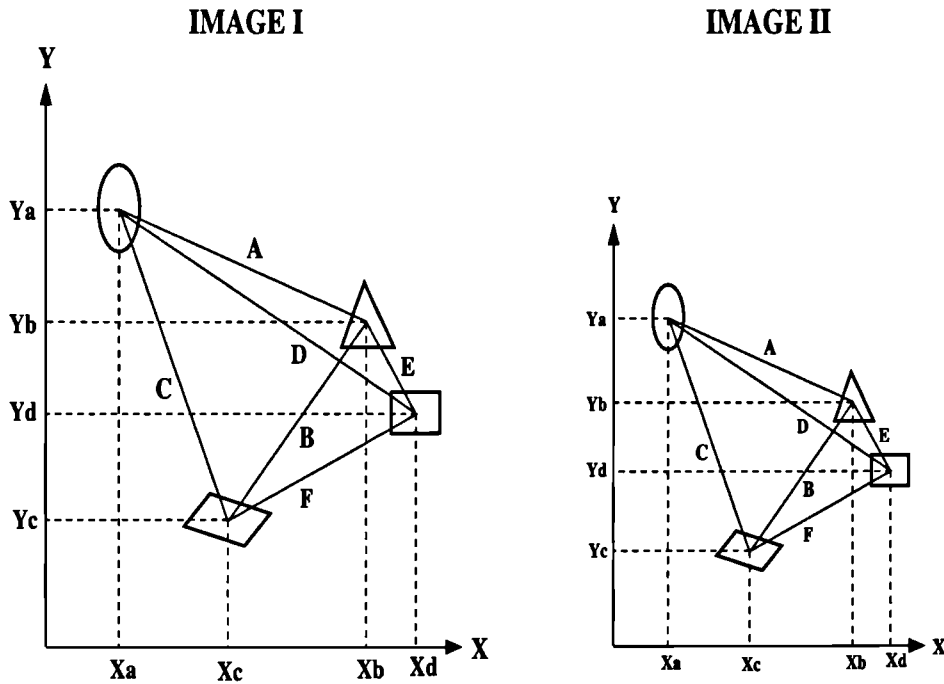 IMAGE I
Y
Ya
A
Yb
D
E
C
Yd
B
F
Yc
X
Xa
Xc
Xb
Xd
IMAGE II
Y
Ya
A
Yb
D
E
C
Yd
B
F
Yc
X
Xa
Xc
Xb
Xd